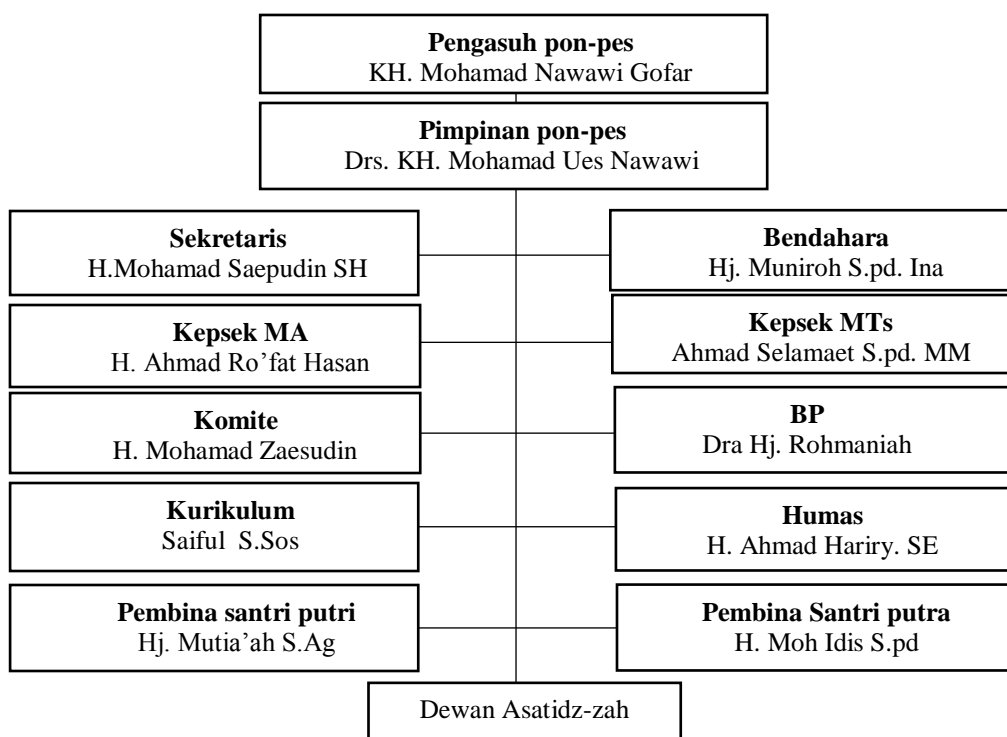 Pengasuh pon-pes
KH. Mohamad Nawawi Gofar
Pimpinan pon-pes
Drs. KH. Mohamad Ues Nawawi
Sekretaris
H.Mohamad Saepudin SH
Bendahara
Hj. Muniroh S.pd. Ina
Kepsek MA
H. Ahmad Ro’fat Hasan
Kepsek MTs
Ahmad Selamaet S.pd. MM
Komite
H. Mohamad Zaesudin
BP
Dra Hj. Rohmaniah
Kurikulum
Saiful S.Sos
Humas
H. Ahmad Hariry. SE
Pembina santri putri
Hj. Mutia’ah S.Ag
Pembina Santri putra
H. Moh Idis S.pd
Dewan Asatidz-zah